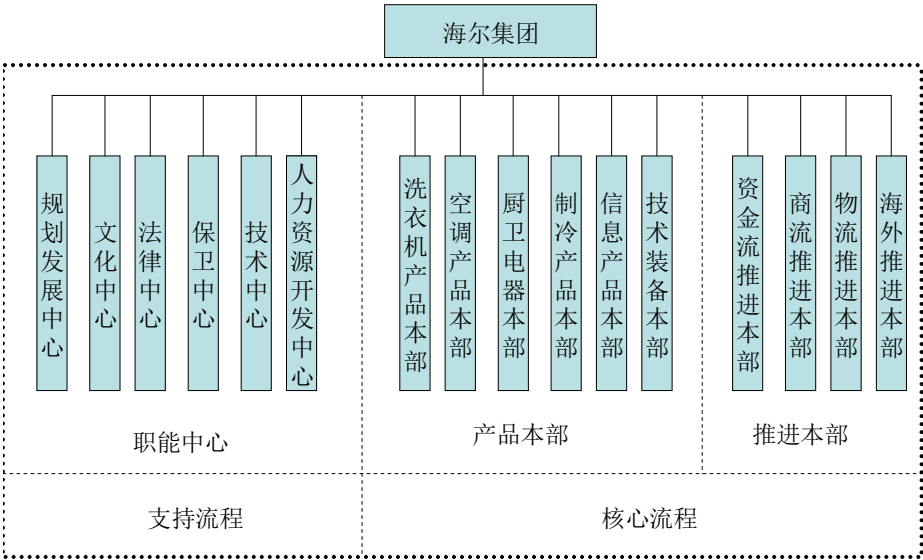 海尔集团
规划发展中心
文化中心
法律中心
保卫中心
技术中心
人力资源开发中心
洗衣机产品本部
空调产品本部
厨卫电器本部
制冷产品本部
信息产品本部
技术装备本部
资金流推进本部
商流推进本部
物流推进本部
海外推进本部
职能中心
产品本部
推进本部
支持流程
核心流程